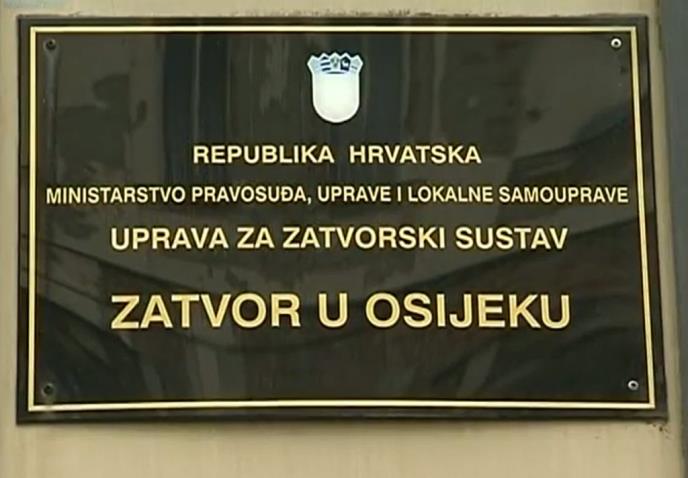 REPUBLIKA HRVATSKA
MINISTARSTVO PRAVOSUĐA, UPRAVE I LOKALNE SAMOUPRAVE
UPRAVA ZA ZATVORSKI SUSTAV
ZATVOR U OSIJEKU